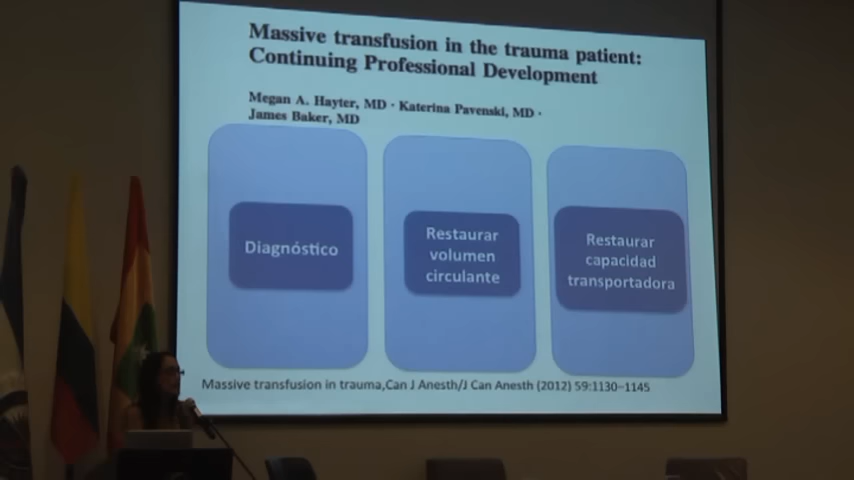 Massive transfusion in the trauma patient:
Continuing Professional Development
Megan A. Hayter, MD · Katerina Pavenski, MD ·
James Baker, MD
Diagnóstico
Restaurar
volumen
circulante
Restaurar
capacidad
transportadora
Massive transfusion in trauma,Can J Anesth/J Can Anesth (2012) 59:1130–1145